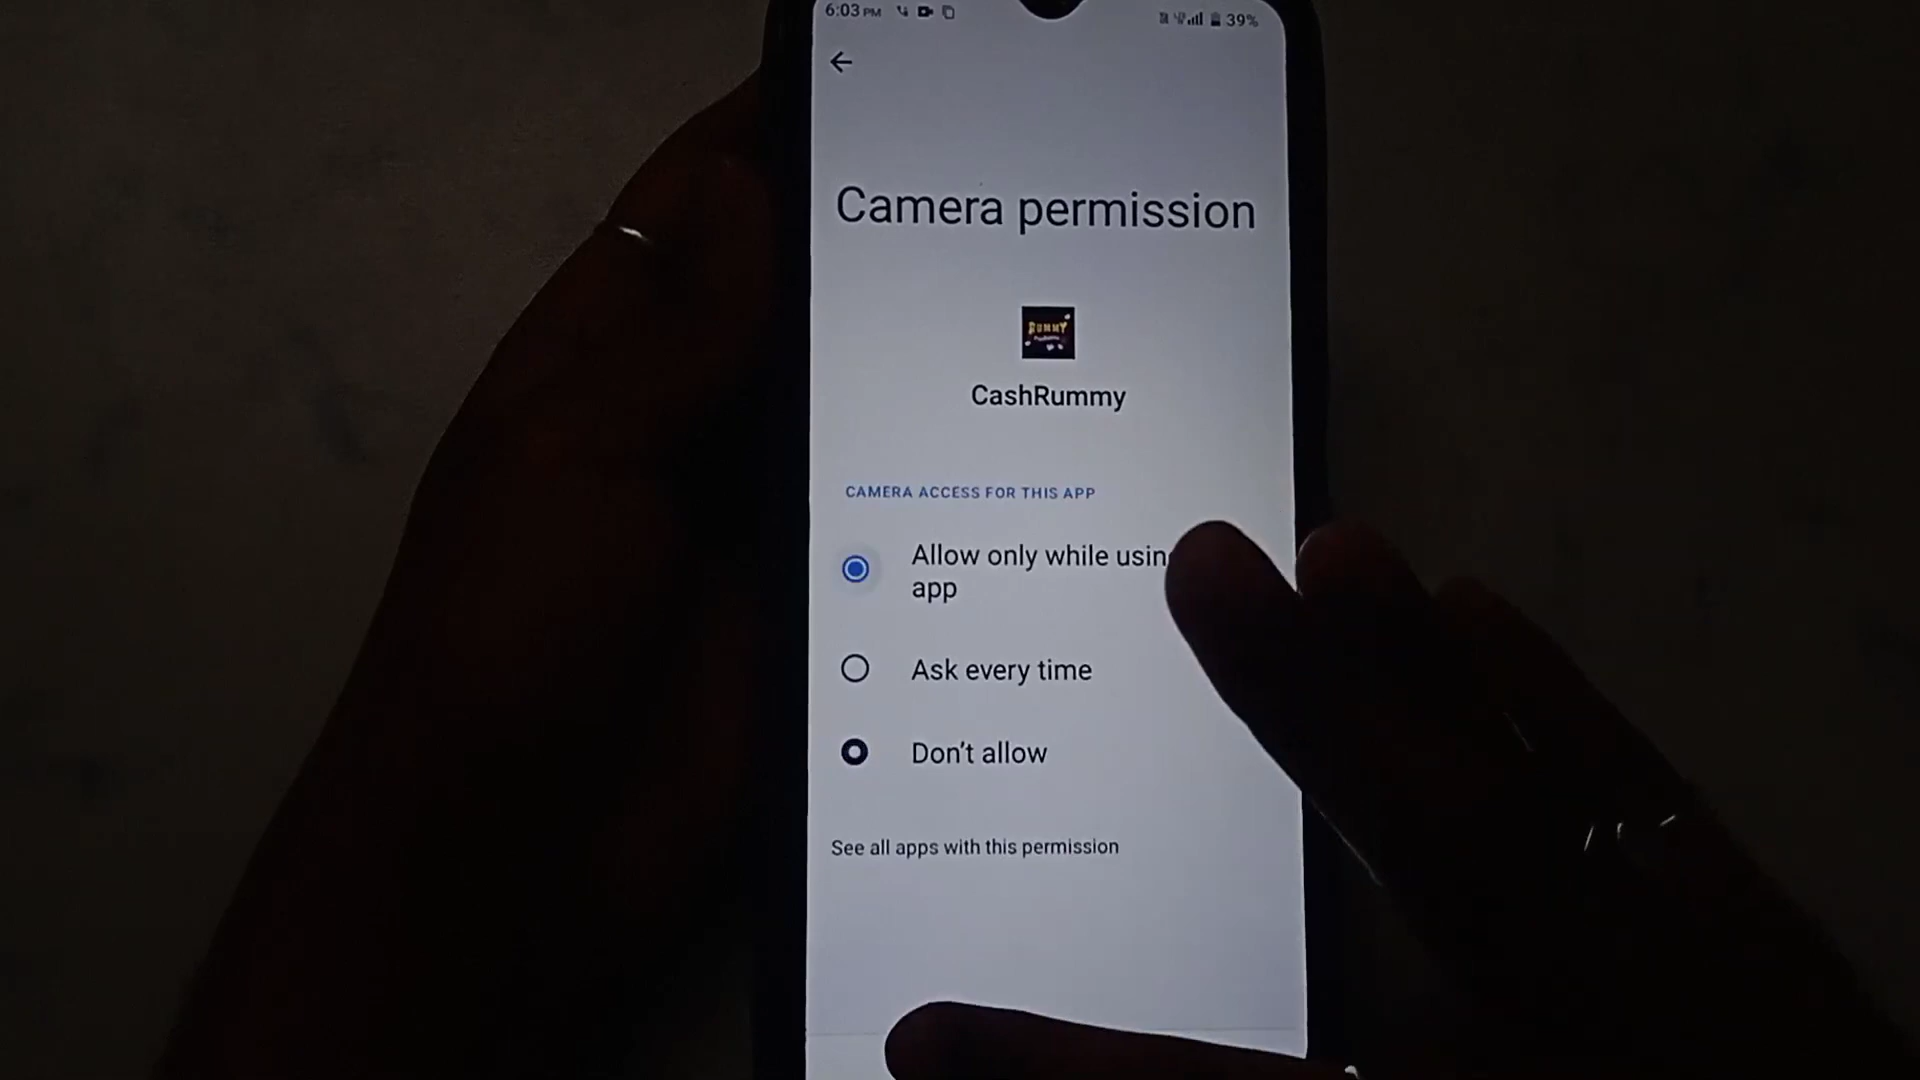 6:03 PM
39%
Camera permission
RUMMY
CashRummy
CAMERA ACCESS FOR THIS APP
Allow only while usin
app
Ask every time
Don't allow
See all apps with this permission